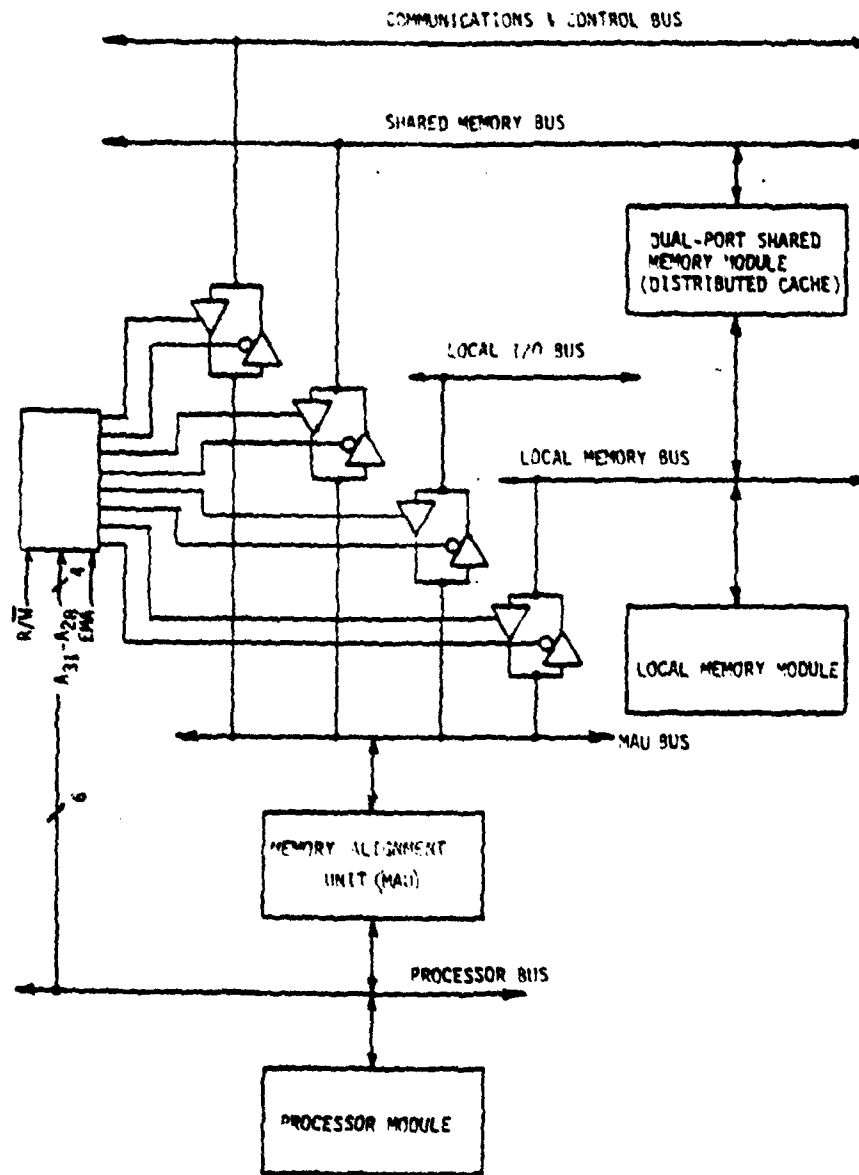 COMMUNICATIONS & CONTROL BUS
SHARED MEMORY BUS
DUAL-PORT SHARED
MEMORY MODULE
(DISTRIBUTED CACHE)
LOCAL I/O BUS
LOCAL MEMORY BUS
R/W̅
A31-A28
4
EMA
LOCAL MEMORY MODULE
MAU BUS
6
MEMORY ALIGNMENT
UNIT (MAU)
PROCESSOR BUS
PROCESSOR MODULE